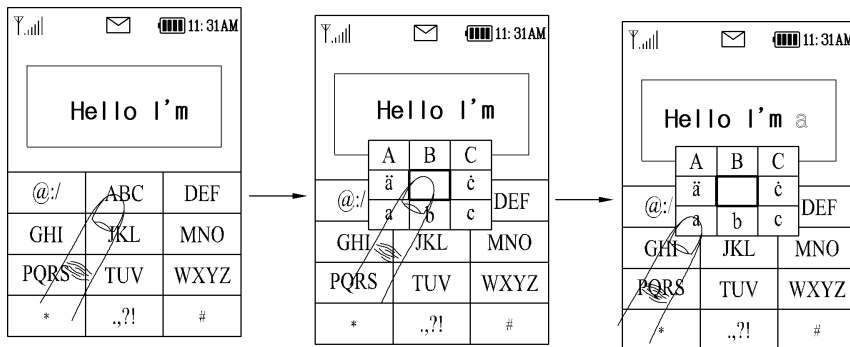 11:31AM
Hello I'm
@:/ ABC DEF
GHI JKL MNO
PQRS TUV WXYZ
* .,?! #
11:31AM
Hello I'm
A B C
ä ċ
a b c
@:/ DEF
GHI JKL MNO
PQRS TUV WXYZ
* .,?! #
11:31AM
Hello I'm a
A B C
ä ċ
a b c
@:/ DEF
GHI JKL MNO
PQRS TUV WXYZ
* .,?! #